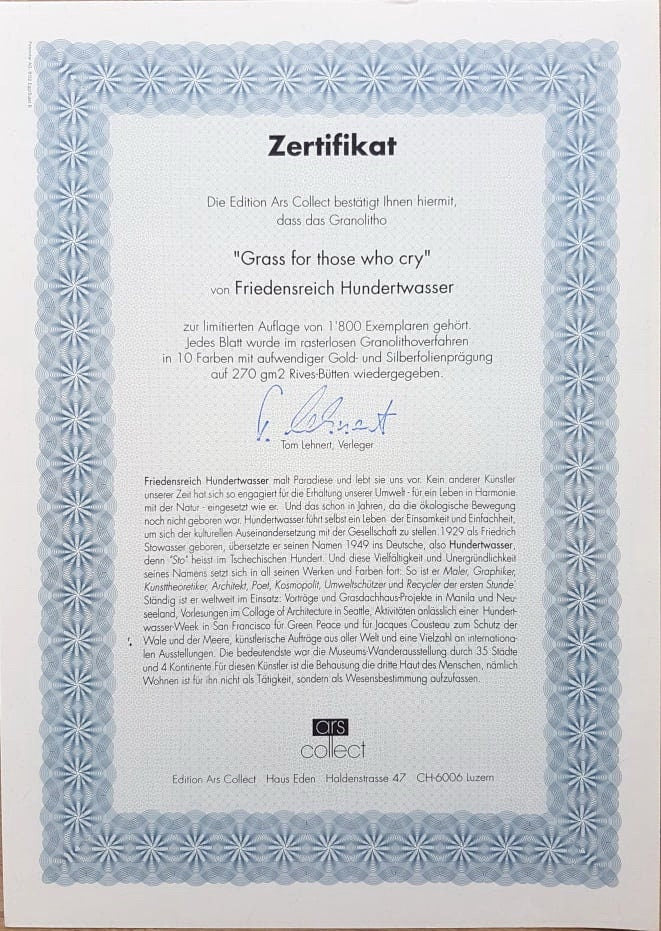 Zertifikat
Die Edition Ars Collect bestätigt Ihnen hiermit,
dass das Granolitho
"Grass for those who cry"
von Friedensreich Hundertwasser
zur limitierten Auflage von 1'800 Exemplaren gehört.
Jedes Blatt wurde im rasterlosen Granolithoverfahren
in 10 Farben mit aufwendiger Gold- und Silberfolienprägung
auf 270 gm2 Rives-Bütten wiedergegeben.
T. Lehnert
Tom Lehnert, Verleger
Friedensreich Hundertwasser malt Paradiese und lebt sie uns vor. Kein anderer Künstler
unserer Zeit hat sich so engagiert für die Erhaltung unserer Umwelt - für ein Leben in Harmonie
mit der Natur - eingesetzt wie er. Und das schon in Jahren, da die ökologische Bewegung
noch nicht geboren war. Hundertwasser führt selbst ein Leben der Einsamkeit und Einfachheit,
um sich der kulturellen Auseinandersetzung mit der Gesellschaft zu stellen. 1929 als Friedrich
Stowasser geboren, übersetzte er seinen Namen 1949 ins Deutsche, also Hundertwasser,
denn "Sto" heisst im Tschechischen Hundert. Und diese Vielfältigkeit und Unergründlichkeit
seines Namens setzt sich in all seinen Werken und Farben fort: So ist er Maler, Graphiker,
Kunsttheoretiker, Architekt, Poet, Kosmopolit, Umweltschützer und Recycler der ersten Stunde.
Ständig ist er weltweit im Einsatz: Vorträge und Grasdachhaus-Projekte in Manila und Neu-
seeland, Vorlesungen im Collage of Architecture in Seattle, Aktivitäten anlässlich einer Hundert-
wasser-Week in San Francisco für Green Peace und für Jacques Cousteau zum Schutz der
Wale und der Meere, künstlerische Aufträge aus aller Welt und eine Vielzahl an internationa-
len Ausstellungen. Die bedeutendste war die Museums-Wanderausstellung durch 35 Städte
und 4 Kontinente. Für diesen Künstler ist die Behausung die dritte Haut des Menschen, nämlich
Wohnen ist für ihn nicht als Tätigkeit, sondern als Wesensbestimmung aufzufassen.
ars
collect
Edition Ars Collect Haus Eden Haldenstrasse 47 CH-6006 Luzern